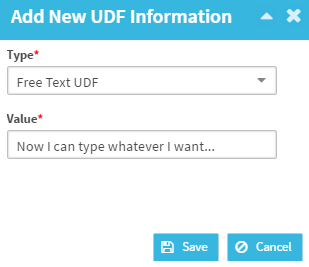 Add New UDF Information
Type*
Free Text UDF
Value*
Now I can type whatever I want...
Save Cancel